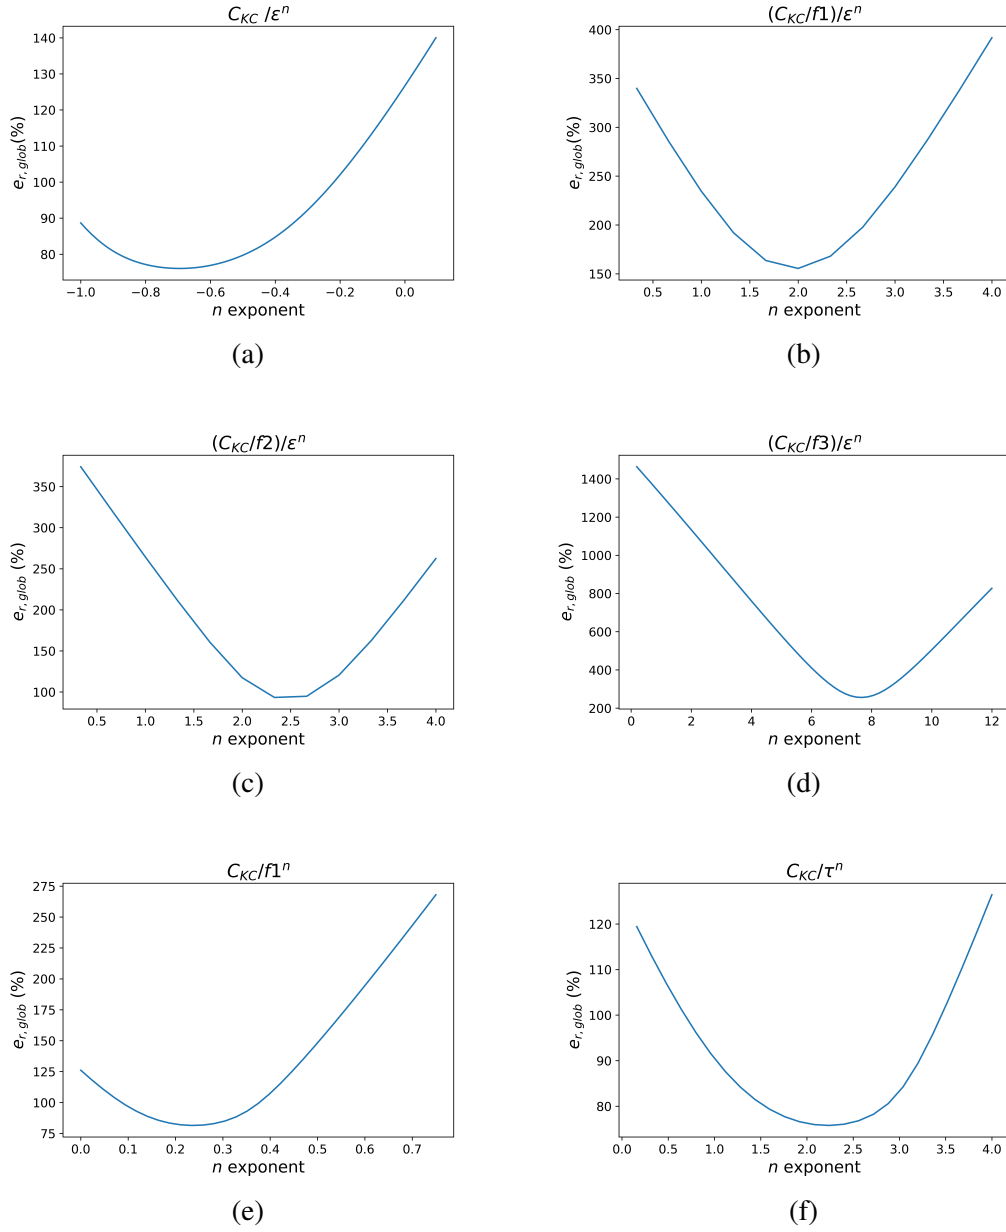 C_KC /ε^n
140
130
120
110
100
90
80
e_r,glob(%)
−1.0 −0.8 −0.6 −0.4 −0.2 0.0
n exponent
(a)
(C_KC/f1)/ε^n
400
350
300
250
200
150
e_r,glob (%)
0.5 1.0 1.5 2.0 2.5 3.0 3.5 4.0
n exponent
(b)
(C_KC/f2)/ε^n
350
300
250
200
150
100
e_r,glob (%)
0.5 1.0 1.5 2.0 2.5 3.0 3.5 4.0
n exponent
(c)
(C_KC/f3)/ε^n
1400
1200
1000
800
600
400
200
e_r,glob (%)
0 2 4 6 8 10 12
n exponent
(d)
C_KC/f1^n
275
250
225
200
175
150
125
100
75
e_r,glob (%)
0.0 0.1 0.2 0.3 0.4 0.5 0.6 0.7
n exponent
(e)
C_KC/τ^n
120
110
100
90
80
e_r,glob (%)
0.0 0.5 1.0 1.5 2.0 2.5 3.0 3.5 4.0
n exponent
(f)